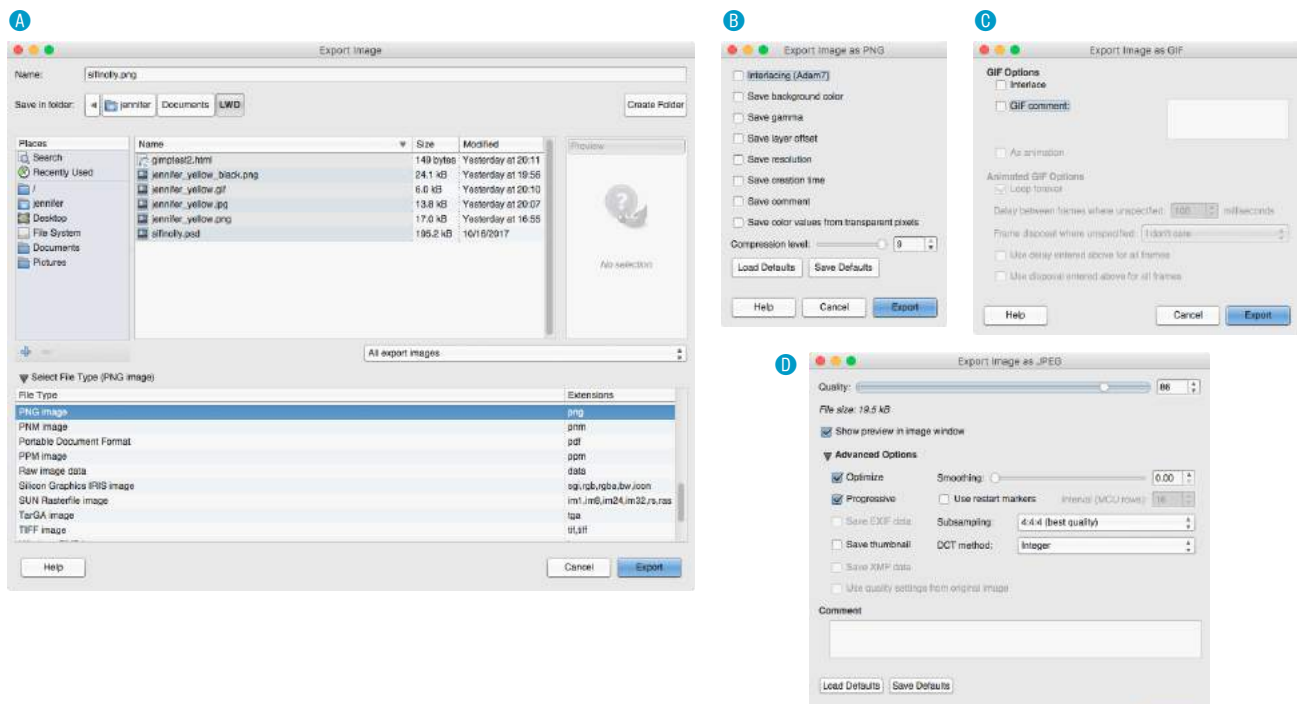 A
Export Image
Name: sifinolly.png
Save in folder: jennifer Documents LWD Create Folder
Places
Search
Recently Used
/
jennifer
Desktop
File System
Documents
Pictures
Name Size Modified
gimptest2.html 149 bytes Yesterday at 20:11
jennifer_yellow_black.png 24.1 kB Yesterday at 19:56
jennifer_yellow.gif 6.0 kB Yesterday at 20:10
jennifer_yellow.jpg 13.8 kB Yesterday at 20:07
jennifer_yellow.png 17.0 kB Yesterday at 16:55
sifinolly.psd 195.2 kB 10/16/2017
Preview
No selection
All export images
Select File Type (PNG image)
File Type Extensions
PNG image png
PNM image pnm
Portable Document Format pdf
PPM image ppm
Raw image data data
Silicon Graphics IRIS image sgi,rgb,rgba,bw,icon
SUN Rasterfile image im1,im8,im24,im32,rs,ras
TarGA image tga
TIFF image tif,tiff
Help Cancel Export
B
Export Image as PNG
Interlacing (Adam7)
Save background color
Save gamma
Save layer offset
Save resolution
Save creation time
Save comment
Save color values from transparent pixels
Compression level: 9
Load Defaults Save Defaults
Help Cancel Export
C
Export Image as GIF
GIF Options
Interlace
GIF comment:
As animation
Animated GIF Options
Loop forever
Delay between frames where unspecified: 100 milliseconds
Frame disposal where unspecified: I don't care
Use delay entered above for all frames
Use disposal entered above for all frames
Help Cancel Export
D
Export Image as JPEG
Quality: 86
File size: 19.5 kB
Show preview in image window
Advanced Options
Optimize Smoothing: 0.00
Progressive Use restart markers Interval (MCU rows): 16
Save EXIF data Subsampling: 4:4:4 (best quality)
Save thumbnail DCT method: Integer
Save XMP data
Use quality settings from original image
Comment
Load Defaults Save Defaults